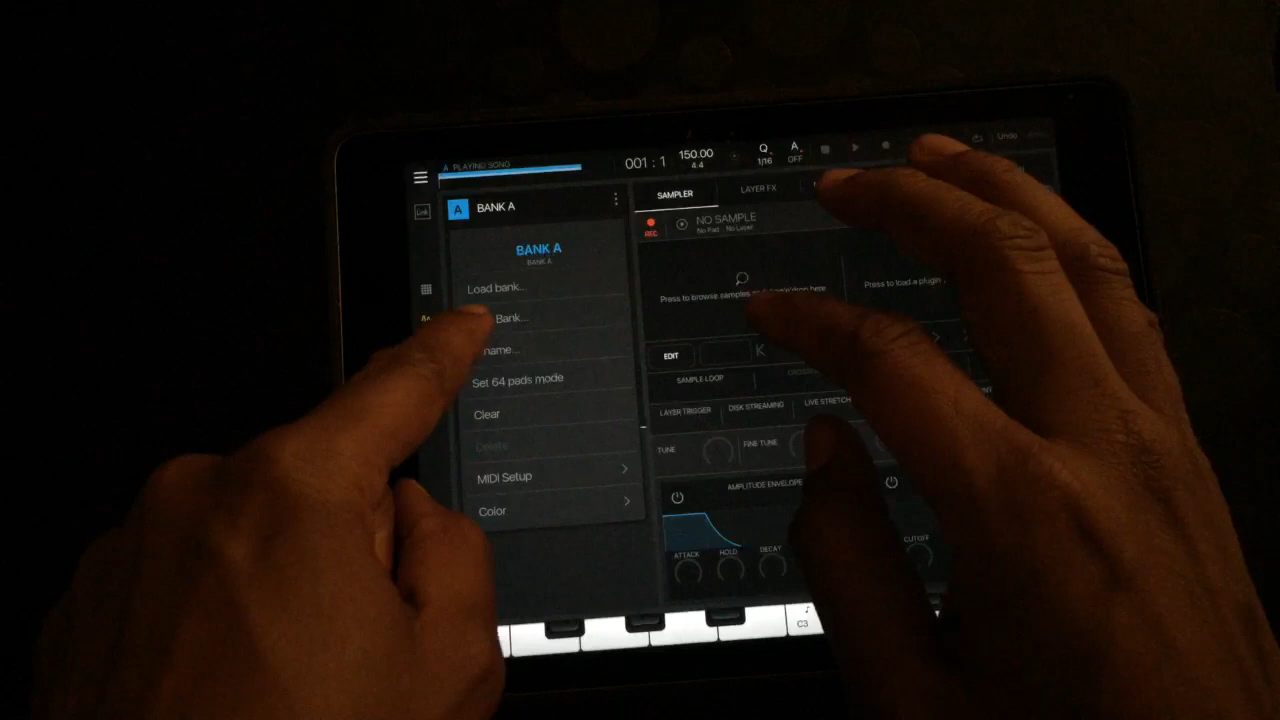 A PLAYING SONG
001 : 1
150.00
4:4
Q
1/16
A
OFF
Undo
Link
A BANK A
SAMPLER
LAYER FX
REC
NO SAMPLE
No Pad No Layer
BANK A
BANK A
Load bank...
Bank...
name...
Set 64 pads mode
Clear
Delete
MIDI Setup
Color
Press to browse samples
drop here
Press to load a plugin
EDIT
SAMPLE LOOP
LAYER TRIGGER
DISK STREAMING
LIVE STRETCH
TUNE
FINE TUNE
AMPLITUDE ENVELOPE
ATTACK
HOLD
DECAY
CUTOFF
C3